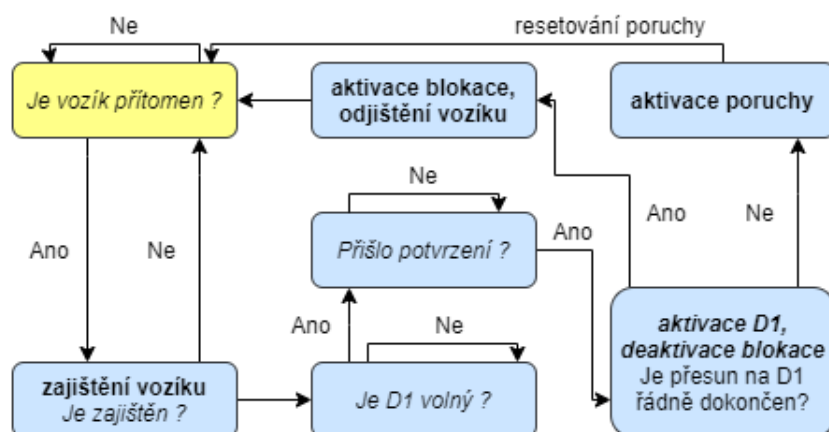 Ne
resetování poruchy
Je vozík přítomen ?
aktivace blokace,
odjištění vozíku
aktivace poruchy
Ne
Ano
Ne
Přišlo potvrzení ?
Ano
Ano
Ne
Ano
Ne
aktivace D1,
deaktivace blokace
Je přesun na D1
řádně dokončen?
zajištění vozíku
Je zajištěn ?
Je D1 volný ?